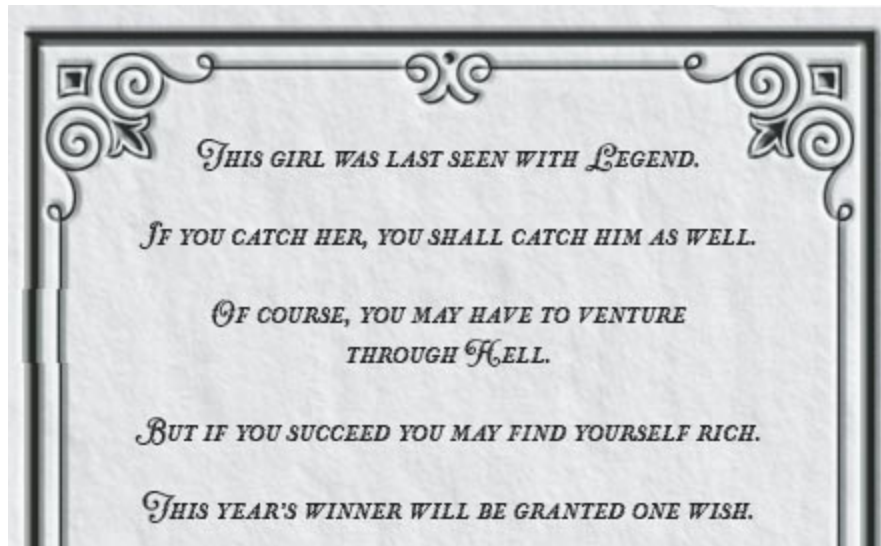 This girl was last seen with Legend.
If you catch her, you shall catch him as well.
Of course, you may have to venture
through Hell.
But if you succeed you may find yourself rich.
This year's winner will be granted one wish.